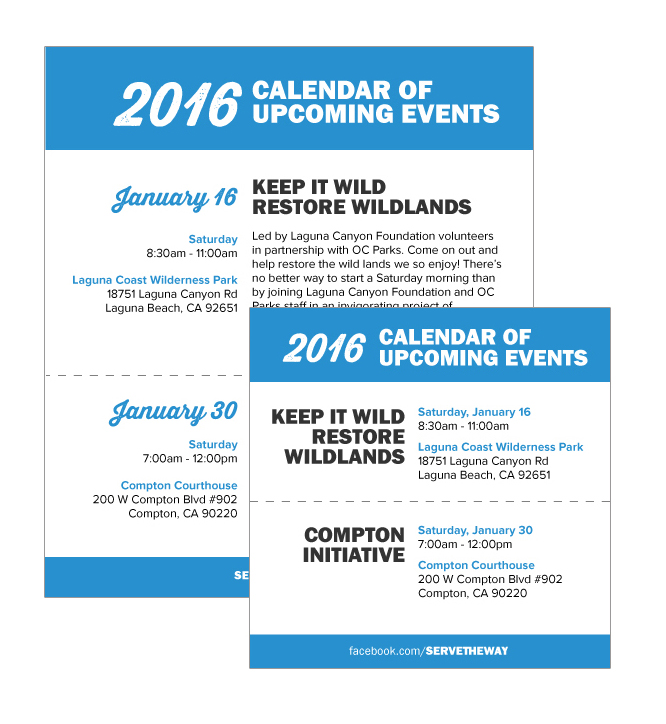 2016 CALENDAR OF
UPCOMING EVENTS
January 16
Saturday
8:30am - 11:00am
Laguna Coast Wilderness Park
18751 Laguna Canyon Rd
Laguna Beach, CA 92651
KEEP IT WILD
RESTORE WILDLANDS
Led by Laguna Canyon Foundation volunteers
in partnership with OC Parks. Come on out and
help restore the wild lands we so enjoy! There's
no better way to start a Saturday morning than
by joining Laguna Canyon Foundation and OC
Parks staff in an invigorating project of
January 30
Saturday
7:00am - 12:00pm
Compton Courthouse
200 W Compton Blvd #902
Compton, CA 90220
SE
2016 CALENDAR OF
UPCOMING EVENTS
KEEP IT WILD
RESTORE
WILDLANDS
Saturday, January 16
8:30am - 11:00am
Laguna Coast Wilderness Park
18751 Laguna Canyon Rd
Laguna Beach, CA 92651
COMPTON
INITIATIVE
Saturday, January 30
7:00am - 12:00pm
Compton Courthouse
200 W Compton Blvd #902
Compton, CA 90220
facebook.com/SERVETHEWAY